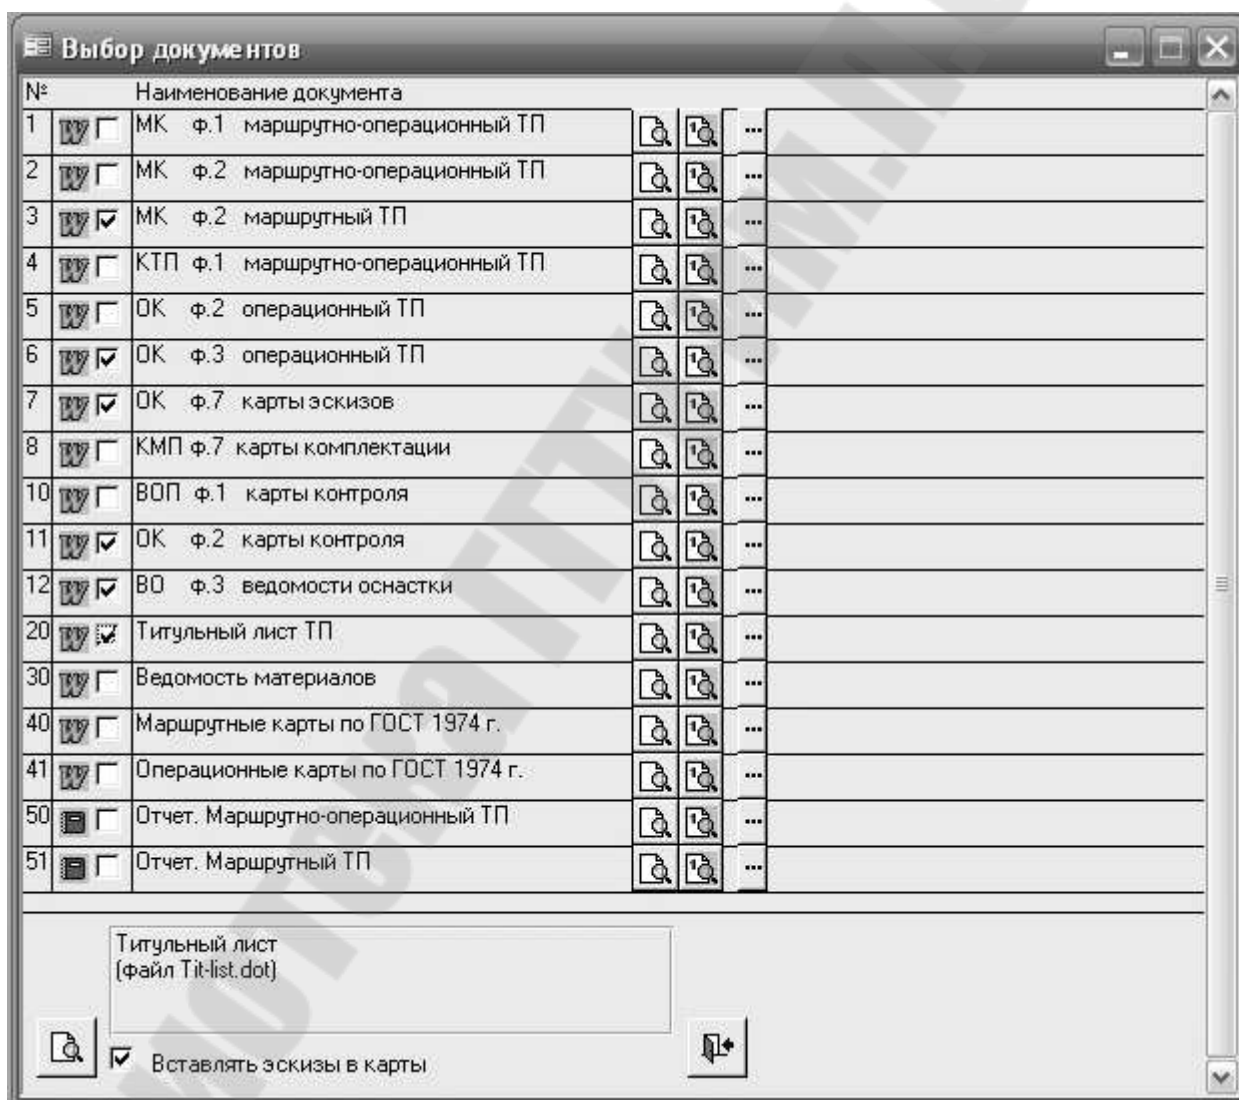 Выбор документов
№ Наименование документа
1 МК ф.1 маршрутно-операционный ТП
2 МК ф.2 маршрутно-операционный ТП
3 МК ф.2 маршрутный ТП
4 КТП ф.1 маршрутно-операционный ТП
5 ОК ф.2 операционный ТП
6 ОК ф.3 операционный ТП
7 ОК ф.7 карты эскизов
8 КМП ф.7 карты комплектации
10 ВОП ф.1 карты контроля
11 ОК ф.2 карты контроля
12 ВО ф.3 ведомости оснастки
20 Титульный лист ТП
30 Ведомость материалов
40 Маршрутные карты по ГОСТ 1974 г.
41 Операционные карты по ГОСТ 1974 г.
50 Отчет. Маршрутно-операционный ТП
51 Отчет. Маршрутный ТП
Титульный лист
(файл Tit-list.dot)
Вставлять эскизы в карты